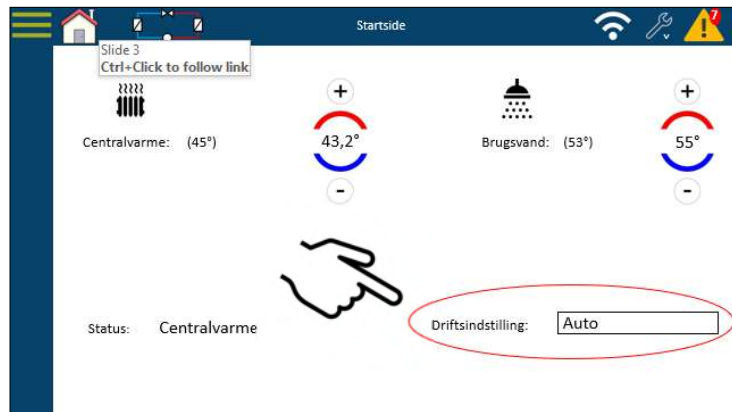 Startside
7
Slide 3
Ctrl+Click to follow link
+
+
Centralvarme: (45°)
43,2°
Brugsvand: (53°)
55°
-
-
Status: Centralvarme
Driftsindstilling: Auto